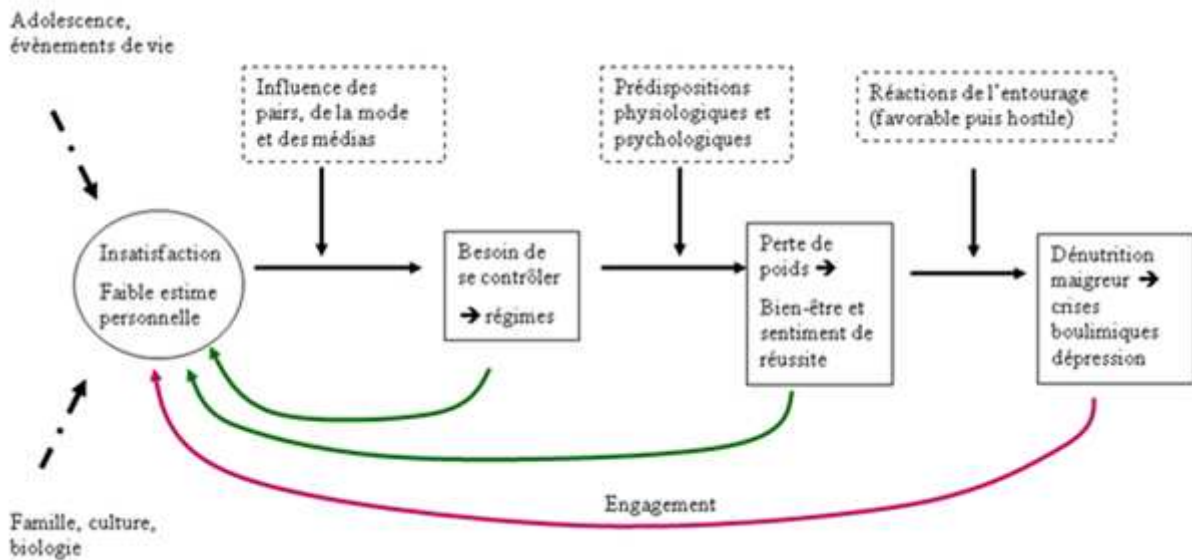 Adolescence,
évènements de vie
Influence des
pairs, de la mode
et des médias
Prédispositions
physiologiques et
psychologiques
Réactions de l'entourage
(favorable puis hostile)
Insatisfaction
Faible estime
personnelle
Besoin de
se contrôler
➔ régimes
Perte de
poids ➔
Bien-être et
sentiment de
réussite
Dénutrition
maigreur ➔
crises
boulimiques
dépression
Engagement
Famille, culture,
biologie